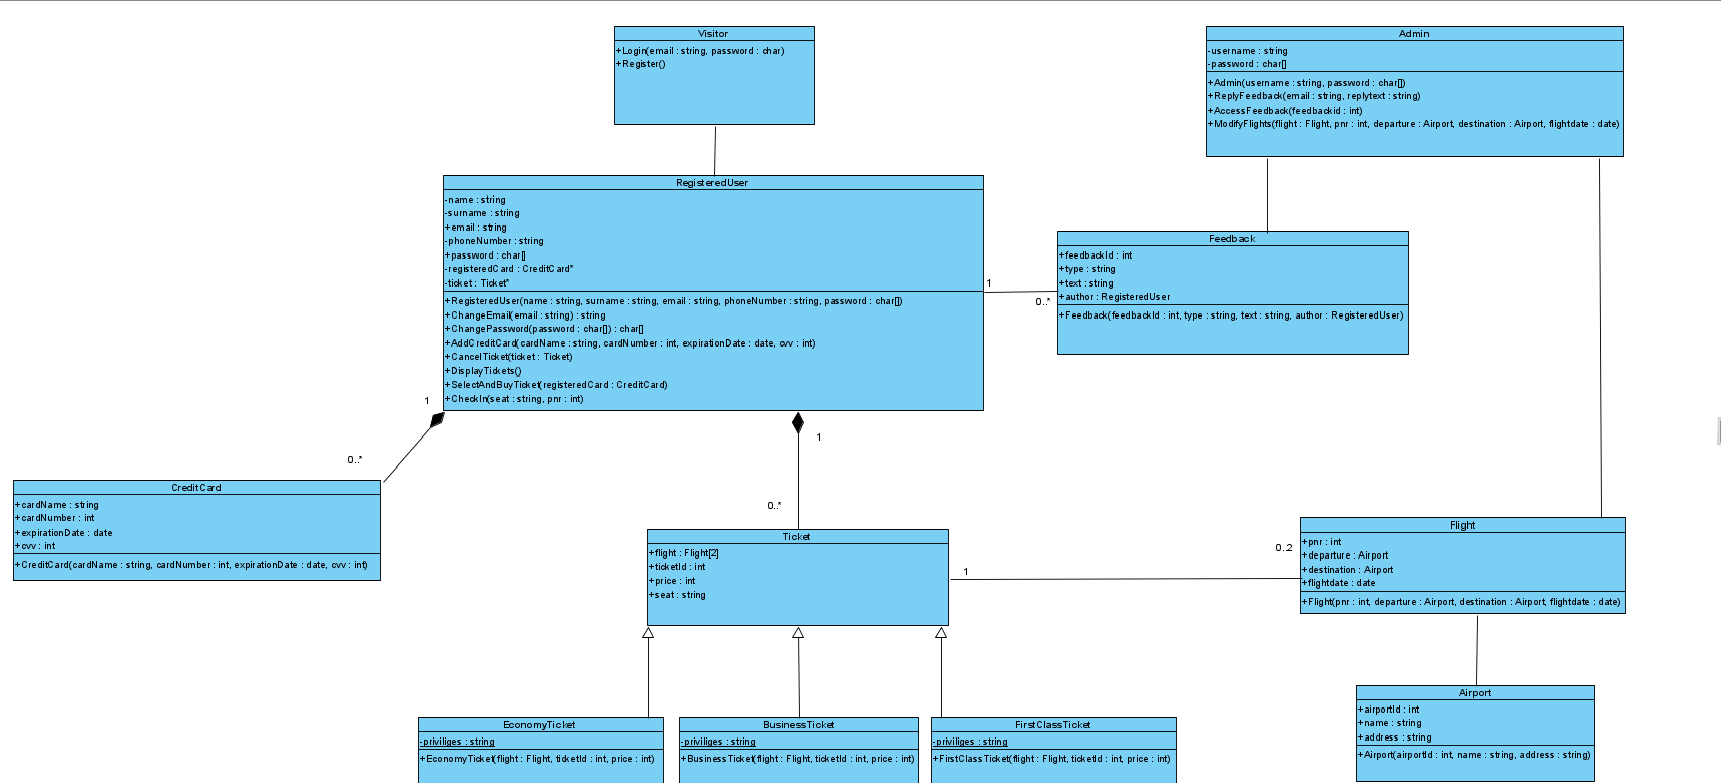 Visitor
+Login(email : string, password : char)
+Register()
Admin
-username : string
-password : char[]
+Admin(username : string, password : char[])
+ReplyFeedback(email : string, replytext : string)
+AccessFeedback(feedbackid : int)
+ModifyFlights(flight : Flight, pnr : int, departure : Airport, destination : Airport, flightdate : date)
RegisteredUser
-name : string
-surname : string
+email : string
-phoneNumber : string
+password : char[]
-registeredCard : CreditCard*
-ticket : Ticket*
+RegisteredUser(name : string, surname : string, email : string, phoneNumber : string, password : char[])
+ChangeEmail(email : string) : string
+ChangePassword(password : char[]) : char[]
+AddCreditCard(cardName : string, cardNumber : int, expirationDate : date, cvv : int)
+CancelTicket(ticket : Ticket)
+DisplayTickets()
+SelectAndBuyTicket(registeredCard : CreditCard)
+CheckIn(seat : string, pnr : int)
1
0..*
Feedback
+feedbackId : int
+type : string
+text : string
+author : RegisteredUser
+Feedback(feedbackId : int, type : string, text : string, author : RegisteredUser)
1
0..*
1
0..*
CreditCard
+cardName : string
+cardNumber : int
+expirationDate : date
+cvv : int
+CreditCard(cardName : string, cardNumber : int, expirationDate : date, cvv : int)
Ticket
+flight : Flight[2]
+ticketId : int
+price : int
+seat : string
1
0..2
Flight
+pnr : int
+departure : Airport
+destination : Airport
+flightdate : date
+Flight(pnr : int, departure : Airport, destination : Airport, flightdate : date)
EconomyTicket
-priviliges : string
+EconomyTicket(flight : Flight, ticketId : int, price : int)
BusinessTicket
-priviliges : string
+BusinessTicket(flight : Flight, ticketId : int, price : int)
FirstClassTicket
-priviliges : string
+FirstClassTicket(flight : Flight, ticketId : int, price : int)
Airport
+airportId : int
+name : string
+address : string
+Airport(airportId : int, name : string, address : string)